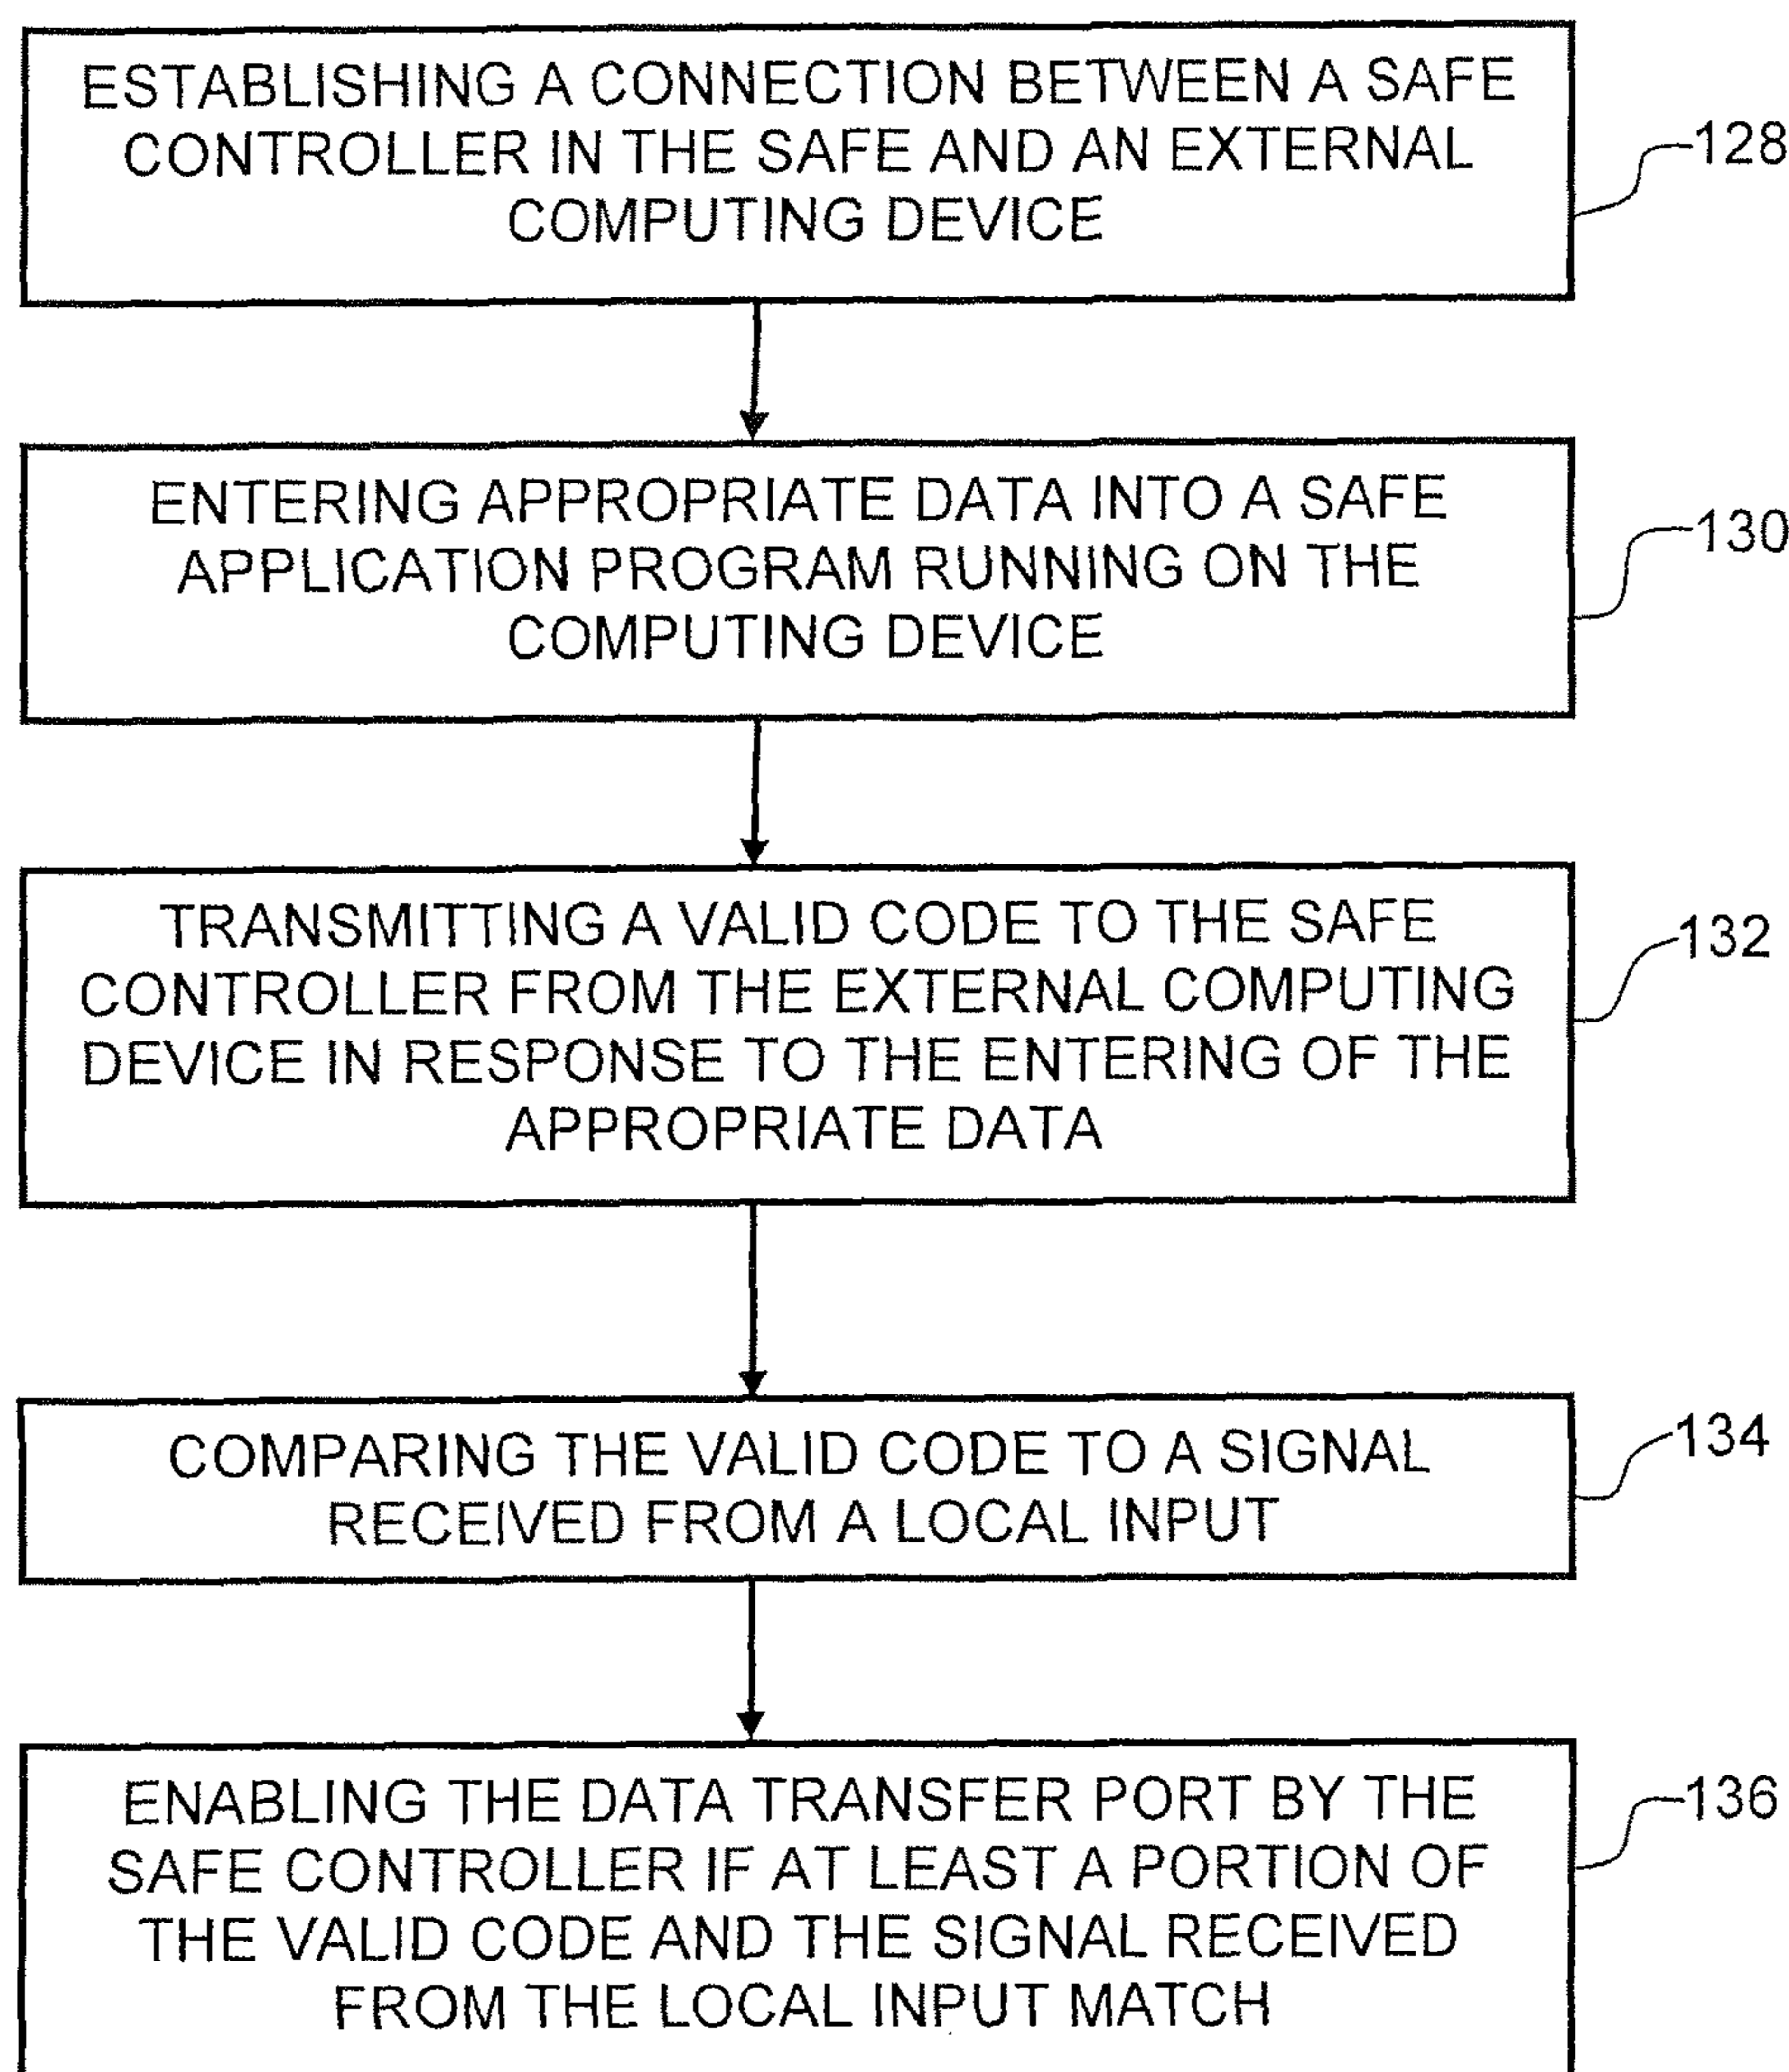 ESTABLISHING A CONNECTION BETWEEN A SAFE
CONTROLLER IN THE SAFE AND AN EXTERNAL
COMPUTING DEVICE
128
ENTERING APPROPRIATE DATA INTO A SAFE
APPLICATION PROGRAM RUNNING ON THE
COMPUTING DEVICE
130
TRANSMITTING A VALID CODE TO THE SAFE
CONTROLLER FROM THE EXTERNAL COMPUTING
DEVICE IN RESPONSE TO THE ENTERING OF THE
APPROPRIATE DATA
132
COMPARING THE VALID CODE TO A SIGNAL
RECEIVED FROM A LOCAL INPUT
134
ENABLING THE DATA TRANSFER PORT BY THE
SAFE CONTROLLER IF AT LEAST A PORTION OF
THE VALID CODE AND THE SIGNAL RECEIVED
FROM THE LOCAL INPUT MATCH
136